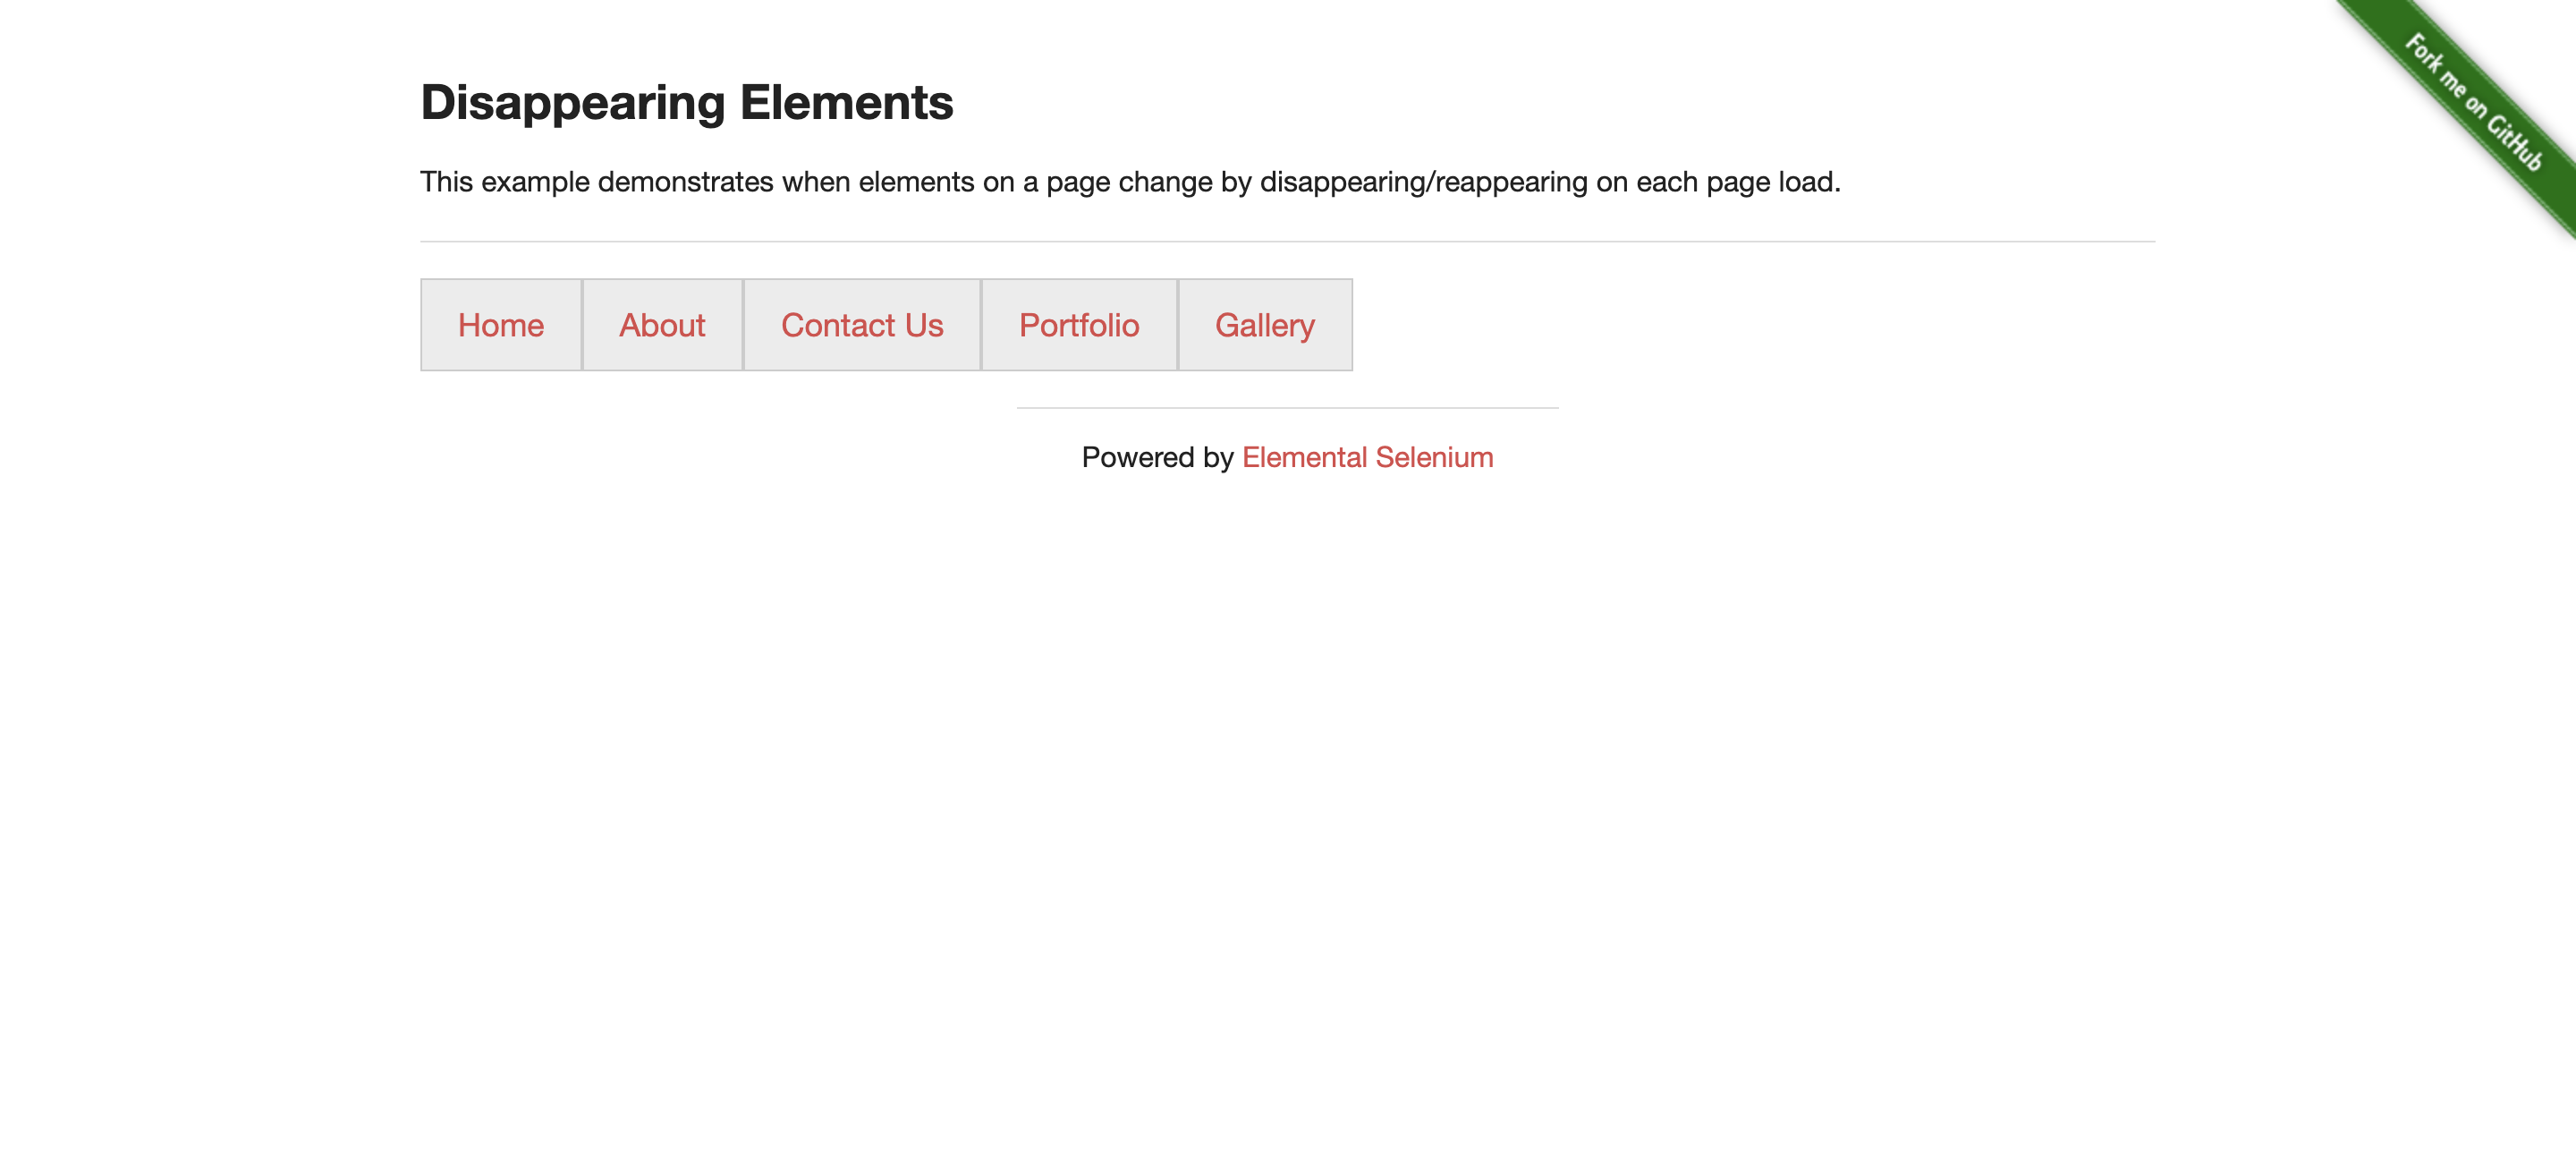 Fork me on GitHub
Disappearing Elements
This example demonstrates when elements on a page change by disappearing/reappearing on each page load.
Home About Contact Us Portfolio Gallery
Powered by Elemental Selenium